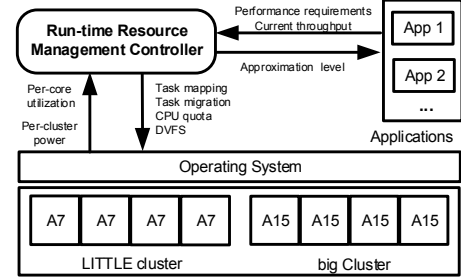 Run-time Resource
Management Controller
Performance requirements
Current throughput
Approximation level
App 1
App 2
...
Applications
Per-core
utilization
Per-cluster
power
Task mapping
Task migration
CPU quota
DVFS
Operating System
A7 A7 A7 A7 A15 A15 A15 A15
LITTLE cluster big Cluster